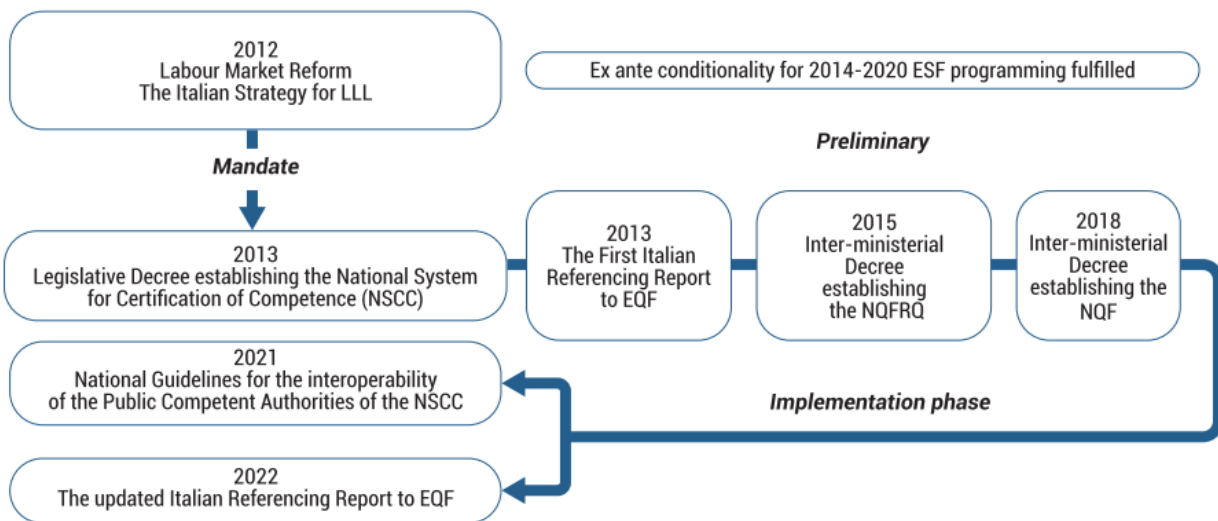 2012
Labour Market Reform
The Italian Strategy for LLL
Ex ante conditionality for 2014-2020 ESF programming fulfilled
Mandate
Preliminary
2013
Legislative Decree establishing the National System
for Certification of Competence (NSCC)
2013
The First Italian
Referencing Report
to EQF
2015
Inter-ministerial
Decree
establishing
the NQFRQ
2018
Inter-ministerial
Decree
establishing the
NQF
2021
National Guidelines for the interoperability
of the Public Competent Authorities of the NSCC
Implementation phase
2022
The updated Italian Referencing Report to EQF